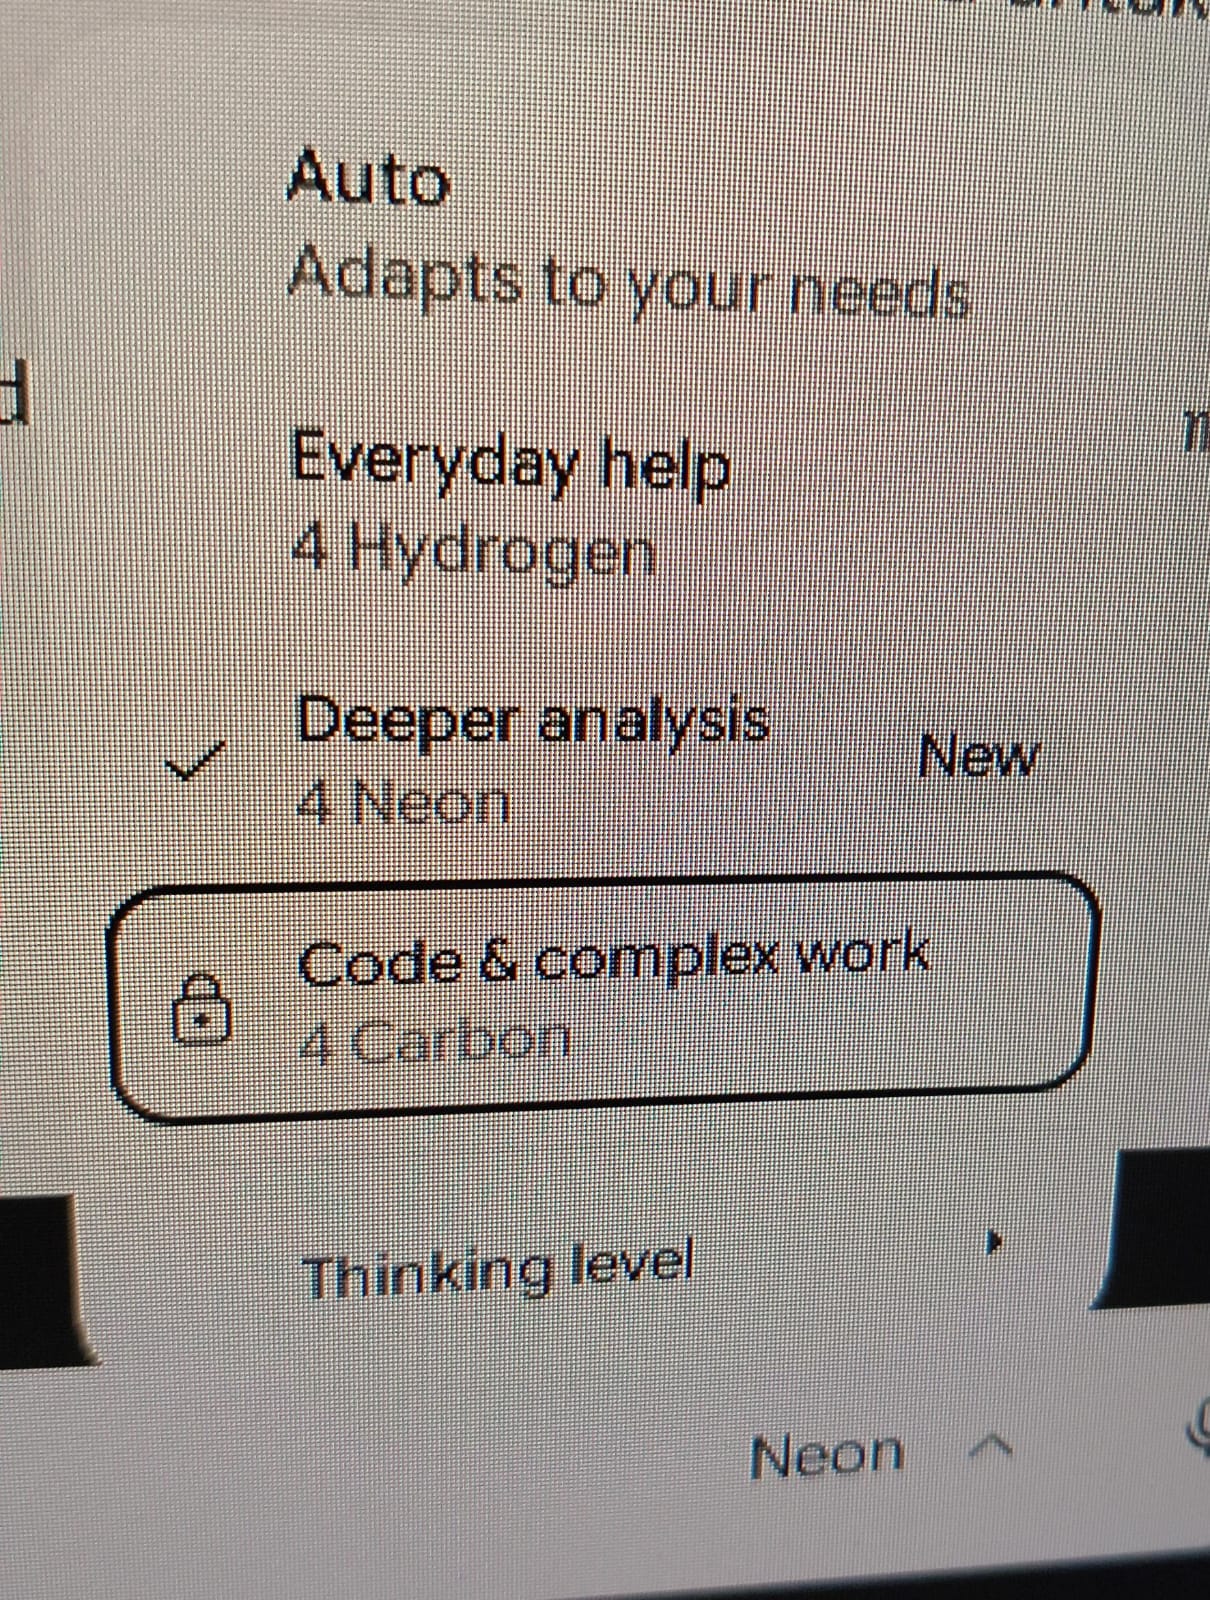 Auto
Adapts to your needs
Everyday help
4 Hydrogen
Deeper analysis
New
4 Neon
Code & complex work
4 Carbon
Thinking level
Neon